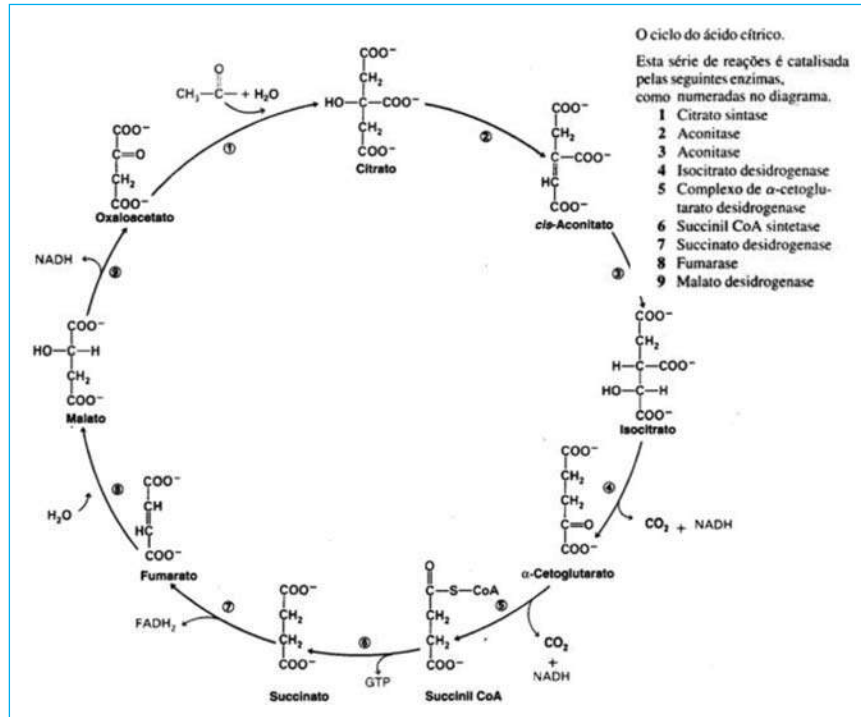 O ciclo do ácido cítrico.
Esta série de reações é catalisada
pelas seguintes enzimas,
como numeradas no diagrama.
1 Citrato sintase
2 Aconitase
3 Aconitase
4 Isocitrato desidrogenase
5 Complexo de α-cetoglu-
tarato desidrogenase
6 Succinil CoA sintetase
7 Succinato desidrogenase
8 Fumarase
9 Malato desidrogenase
O
CH₃—C— + H₂O
①
COO⁻
CH₂
HO—C—COO⁻
CH₂
COO⁻
Citrato
②
COO⁻
CH₂
C—COO⁻
HC
COO⁻
cis-Aconitato
③
COO⁻
CH₂
H—C—COO⁻
HO—C—H
COO⁻
Isocitrato
④
CO₂ + NADH
COO⁻
CH₂
CH₂
C=O
COO⁻
α-Cetoglutarato
⑤
CO₂
+
NADH
O
C—S—CoA
CH₂
CH₂
COO⁻
Succinil CoA
⑥
GTP
COO⁻
CH₂
CH₂
COO⁻
Succinato
⑦
FADH₂
COO⁻
CH
HC
COO⁻
Fumarato
⑧
H₂O
COO⁻
HO—C—H
CH₂
COO⁻
Malato
⑨
NADH
COO⁻
C=O
CH₂
COO⁻
Oxaloacetato